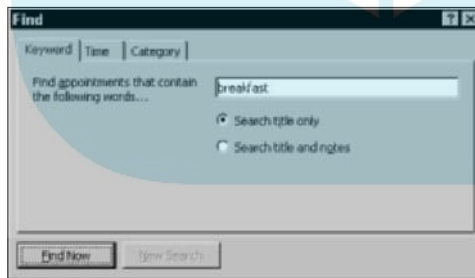 Find
Keyword Time Category
Find appointments that contain
the following words...
breakfast
Search title only
Search title and notes
Find Now New Search